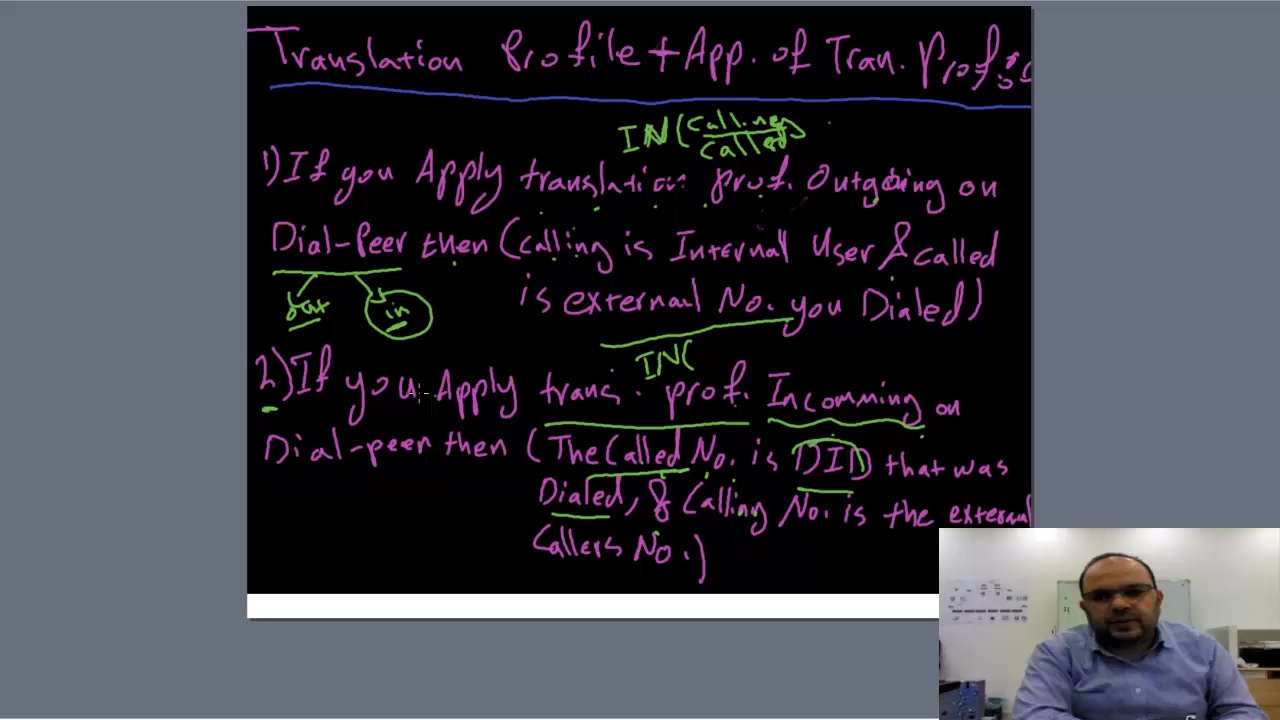 Translation Profile + App. of Tran. Prof
IN (Calling
Called)
1) If you Apply translation prof. Outgoing on
Dial-Peer then (Calling is Internal User & called
out
in
is external No. you Dialed)
IN(
2) If you Apply trans. prof. Incomming on
Dial-peer then (The Called No. is DID that was
Dialed, & Calling No. is the external
Callers No.)